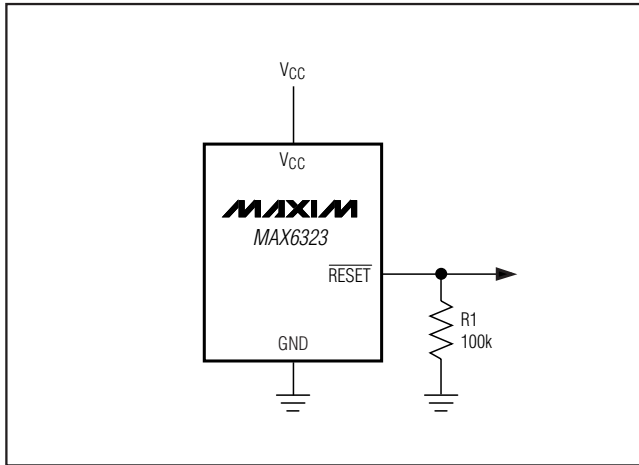 VCC
VCC
MAXIM
MAX6323
RESET
R1
100k
GND